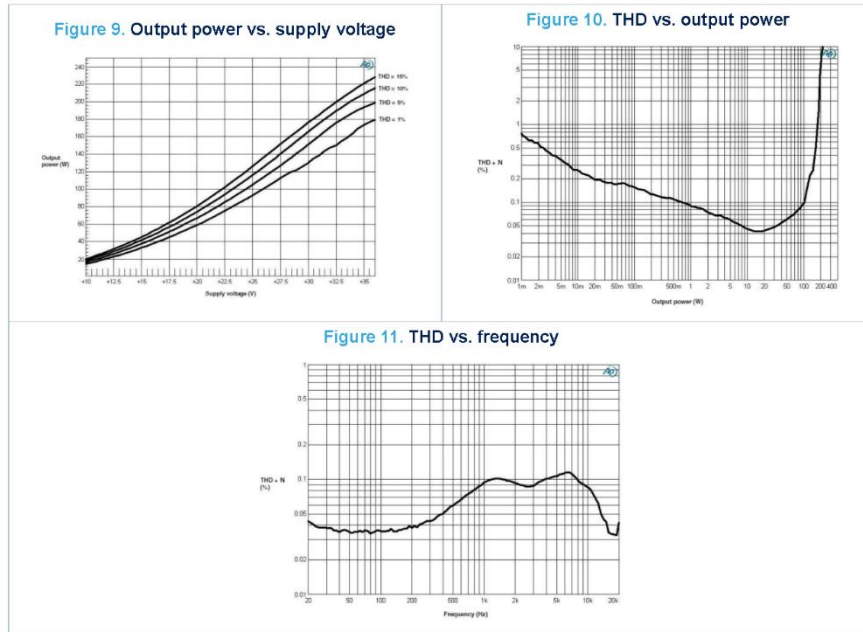 Figure 9. Output power vs. supply voltage
Ap
240
220
200
180
160
140
120
100
80
60
40
20
Output
power (W)
THD = 15%
THD = 10%
THD = 5%
THD = 1%
+10 +12.5 +15 +17.5 +20 +22.5 +25 +27.5 +30 +32.5 +35
Supply voltage (V)
Figure 10. THD vs. output power
Ap
10
5
2
1
0.5
0.2
0.1
0.05
0.02
0.01
THD + N
(%)
1m 2m 5m 10m 20m 50m 100m 500m 1 2 5 10 20 50 100 200 400
Output power (W)
Figure 11. THD vs. frequency
Ap
1
0.5
0.2
0.1
0.05
0.02
0.01
THD + N
(%)
20 50 100 200 500 1k 2k 5k 10k 20k
Frequency (Hz)